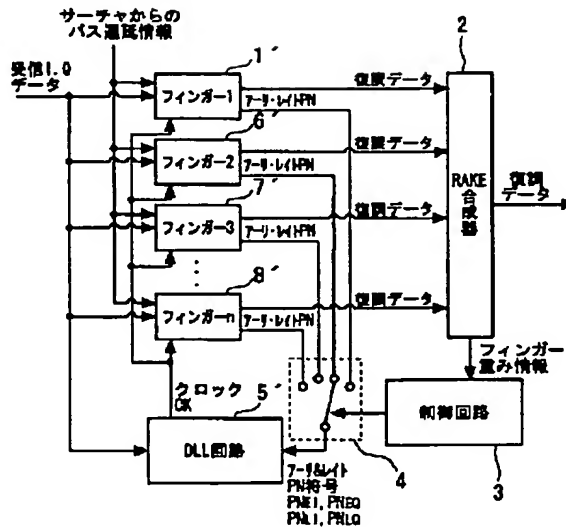 サーチャからの
パス遅延情報
受信I.Q
データ
1´
フィンガー1
復調データ
アーリ・レイトPN
6´
フィンガー2
復調データ
アーリ・レイトPN
7´
フィンガー3
復調データ
アーリ・レイトPN
8´
フィンガーn
復調データ
アーリ・レイトPN
2
RAKE
合成器
復調
データ
フィンガー
重み情報
クロック
CK
5´
DLL回路
制御回路
3
4
アーリ&レイト
PN符号
PNEI, PNEQ
PNLI, PNLQ